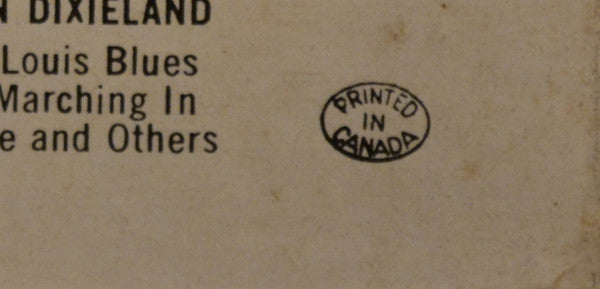 N DIXIELAND
Louis Blues
Marching In
e and Others
PRINTED
IN
CANADA